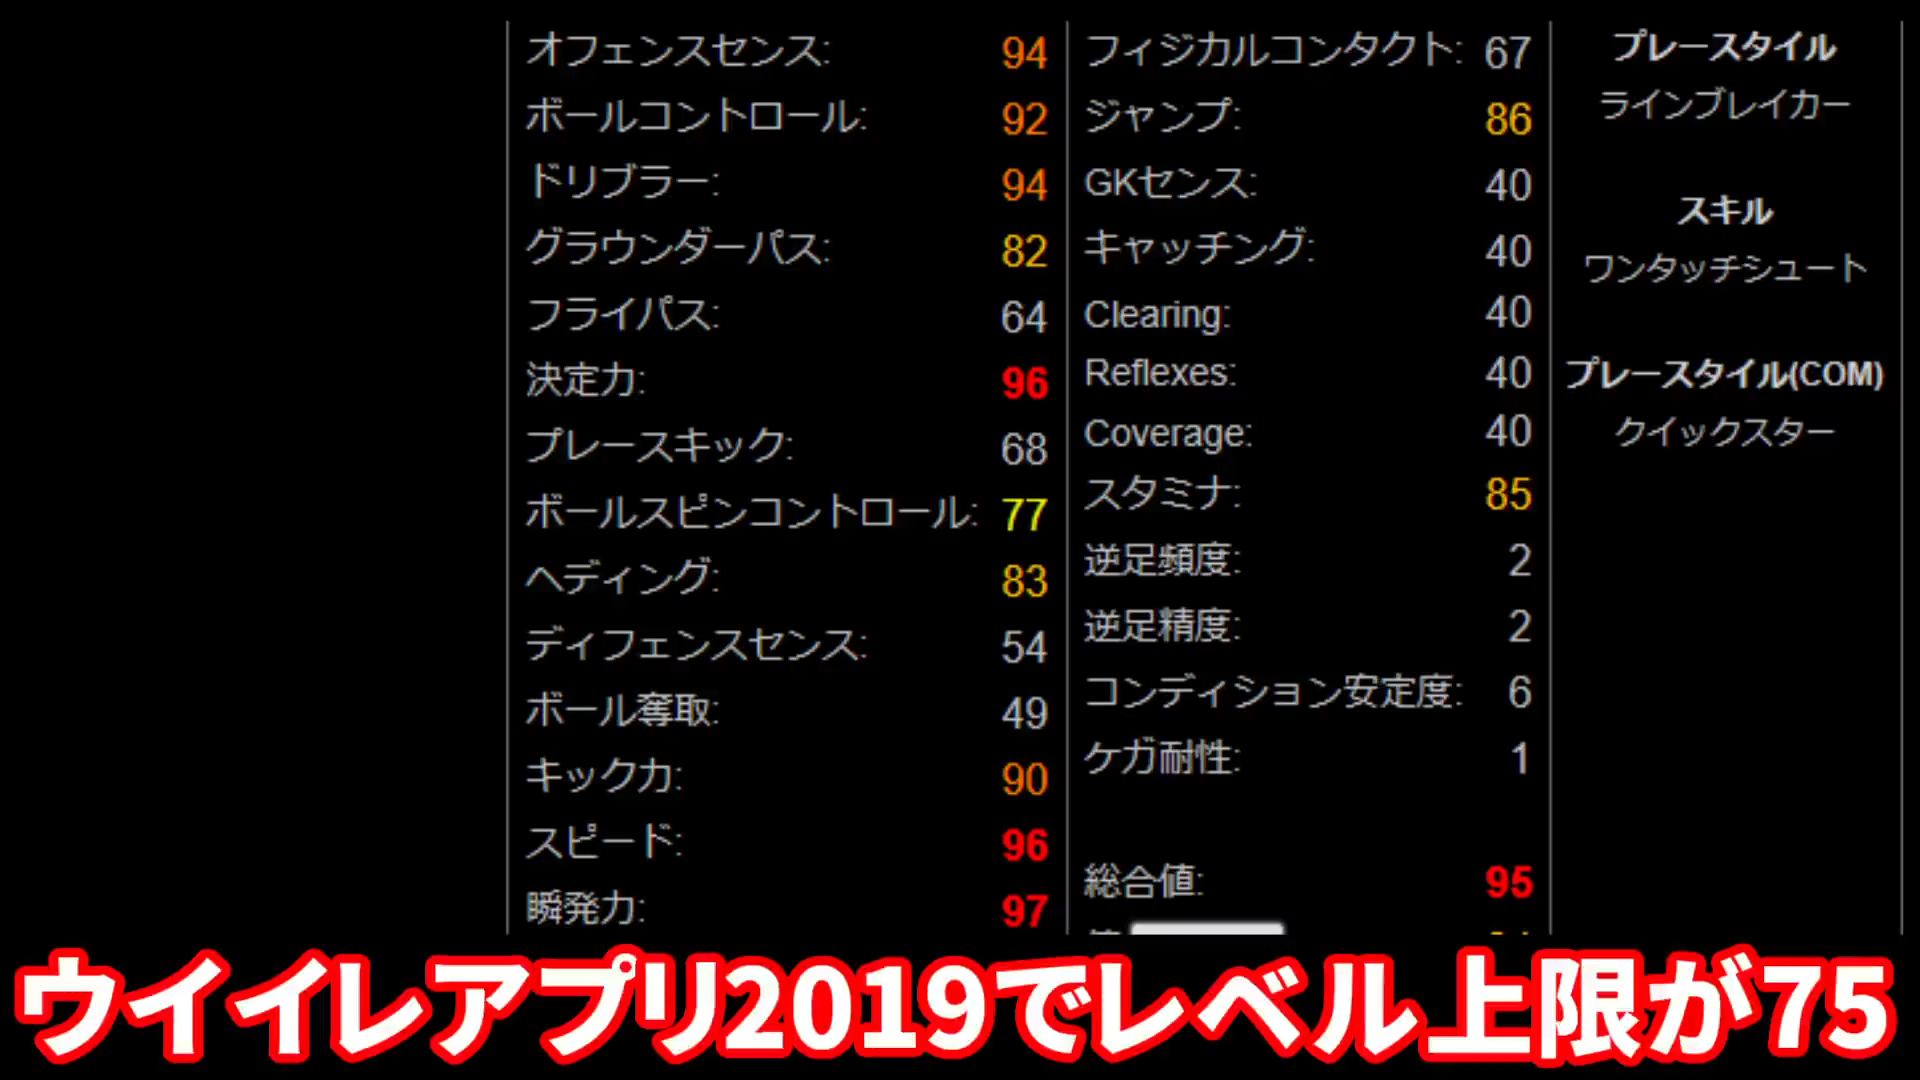 オフェンスセンス: 94
ボールコントロール: 92
ドリブラー: 94
グラウンダーパス: 82
フライパス: 64
決定力: 96
プレースキック: 68
ボールスピンコントロール: 77
ヘディング: 83
ディフェンスセンス: 54
ボール奪取: 49
キック力: 90
スピード: 96
瞬発力: 97
フィジカルコンタクト: 67
ジャンプ: 86
GKセンス: 40
キャッチング: 40
Clearing: 40
Reflexes: 40
Coverage: 40
スタミナ: 85
逆足頻度: 2
逆足精度: 2
コンディション安定度: 6
ケガ耐性: 1
総合値: 95
プレースタイル
ラインブレイカー
スキル
ワンタッチシュート
プレースタイル(COM)
クイックスター
ウイイレアプリ2019でレベル上限が75